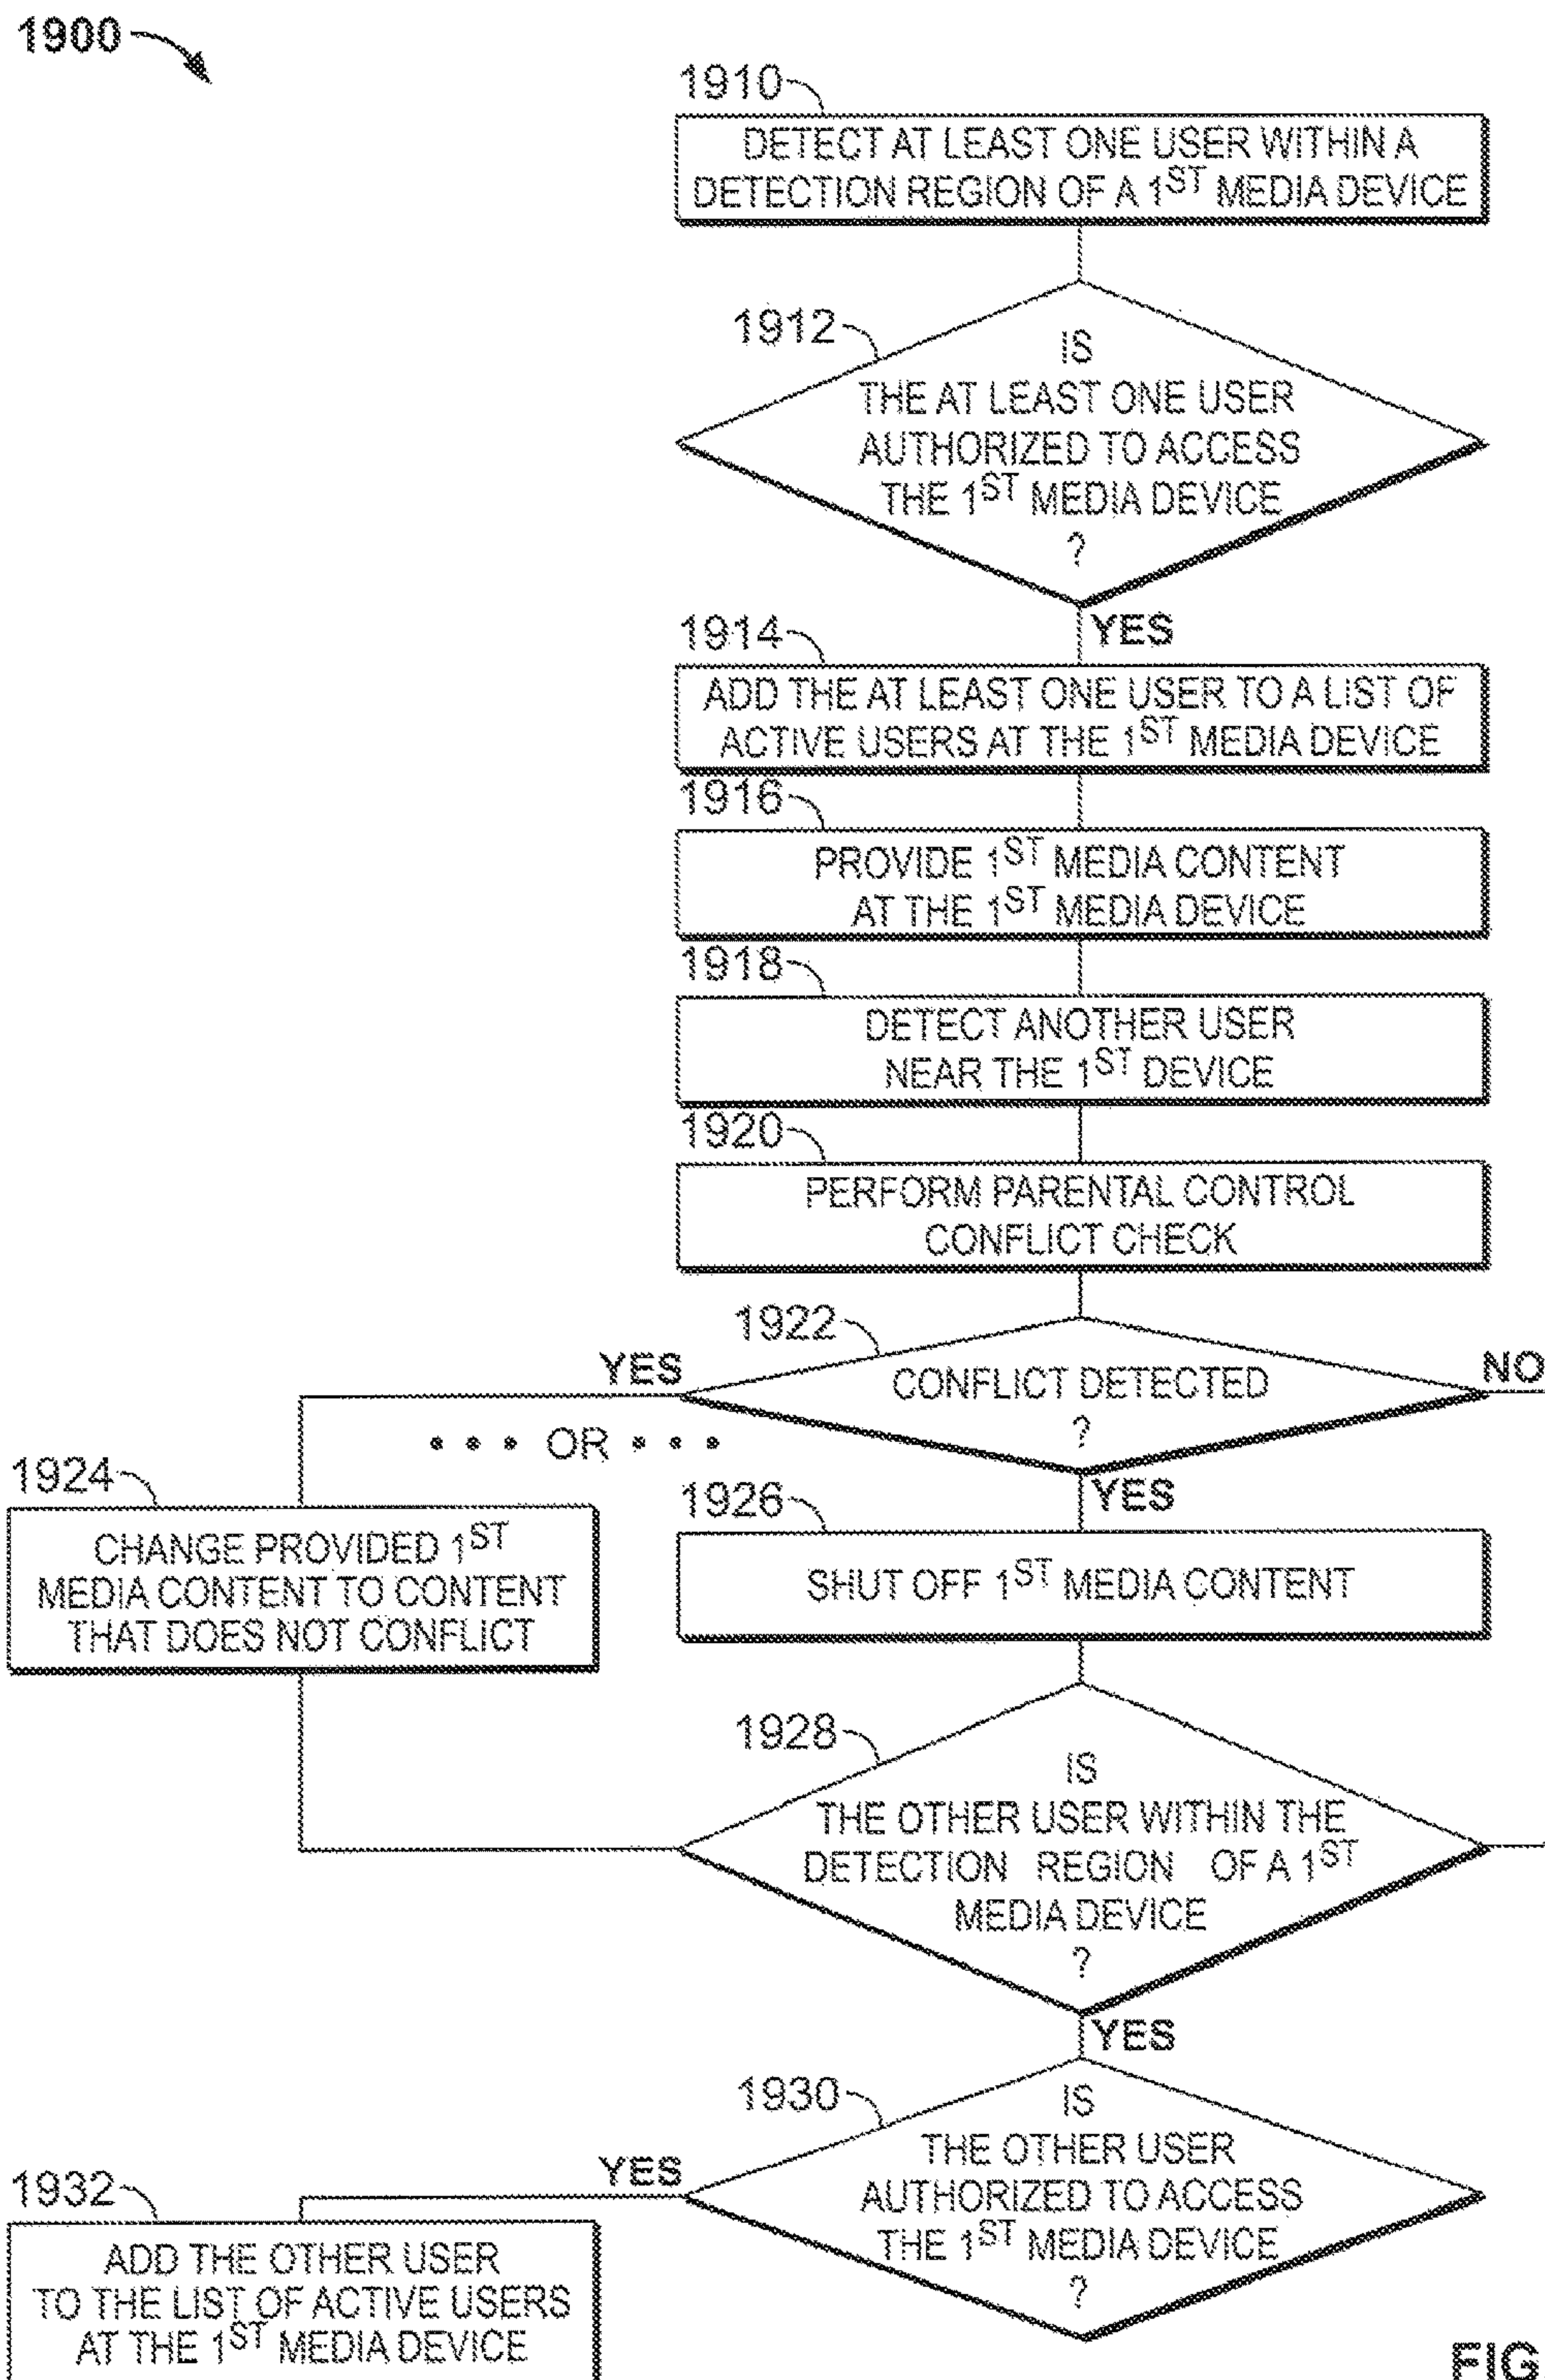 1900
1910
DETECT AT LEAST ONE USER WITHIN A
DETECTION REGION OF A 1ST MEDIA DEVICE
1912
IS
THE AT LEAST ONE USER
AUTHORIZED TO ACCESS
THE 1ST MEDIA DEVICE
?
YES
1914
ADD THE AT LEAST ONE USER TO A LIST OF
ACTIVE USERS AT THE 1ST MEDIA DEVICE
1916
PROVIDE 1ST MEDIA CONTENT
AT THE 1ST MEDIA DEVICE
1918
DETECT ANOTHER USER
NEAR THE 1ST DEVICE
1920
PERFORM PARENTAL CONTROL
CONFLICT CHECK
1922
YES
CONFLICT DETECTED
?
NO
• • • OR • • •
YES
1924
CHANGE PROVIDED 1ST
MEDIA CONTENT TO CONTENT
THAT DOES NOT CONFLICT
1926
SHUT OFF 1ST MEDIA CONTENT
1928
IS
THE OTHER USER WITHIN THE
DETECTION REGION OF A 1ST
MEDIA DEVICE
?
YES
1930
IS
THE OTHER USER
AUTHORIZED TO ACCESS
THE 1ST MEDIA DEVICE
?
YES
1932
ADD THE OTHER USER
TO THE LIST OF ACTIVE USERS
AT THE 1ST MEDIA DEVICE
FIG